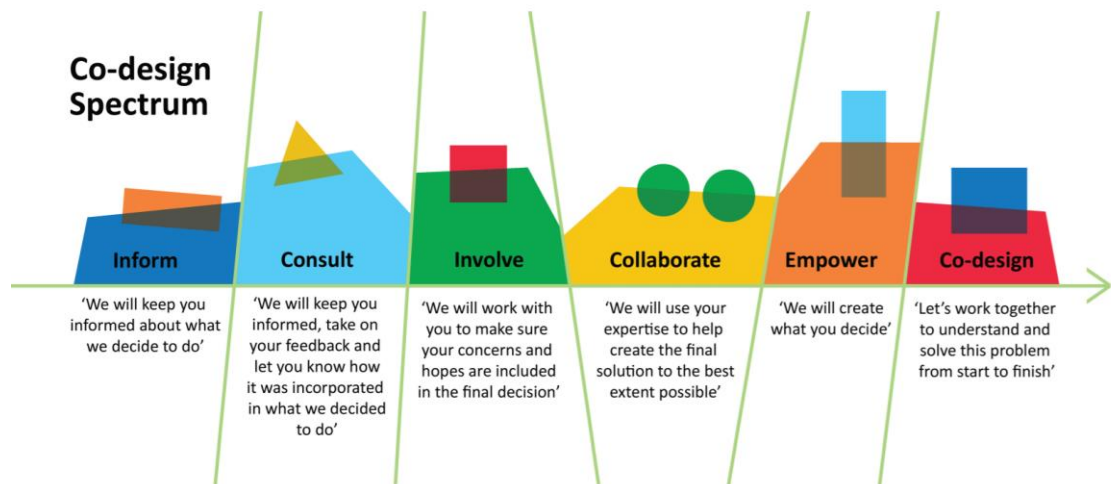 Co-design
Spectrum
Inform
Consult
Involve
Collaborate
Empower
Co-design
‘We will keep you
informed about what
we decide to do’
‘We will keep you
informed, take on
your feedback and
let you know how
it was incorporated
in what we decided
to do’
‘We will work with
you to make sure
your concerns and
hopes are included
in the final decision’
‘We will use your
expertise to help
create the final
solution to the best
extent possible’
‘We will create
what you decide’
‘Let’s work together
to understand and
solve this problem
from start to finish’